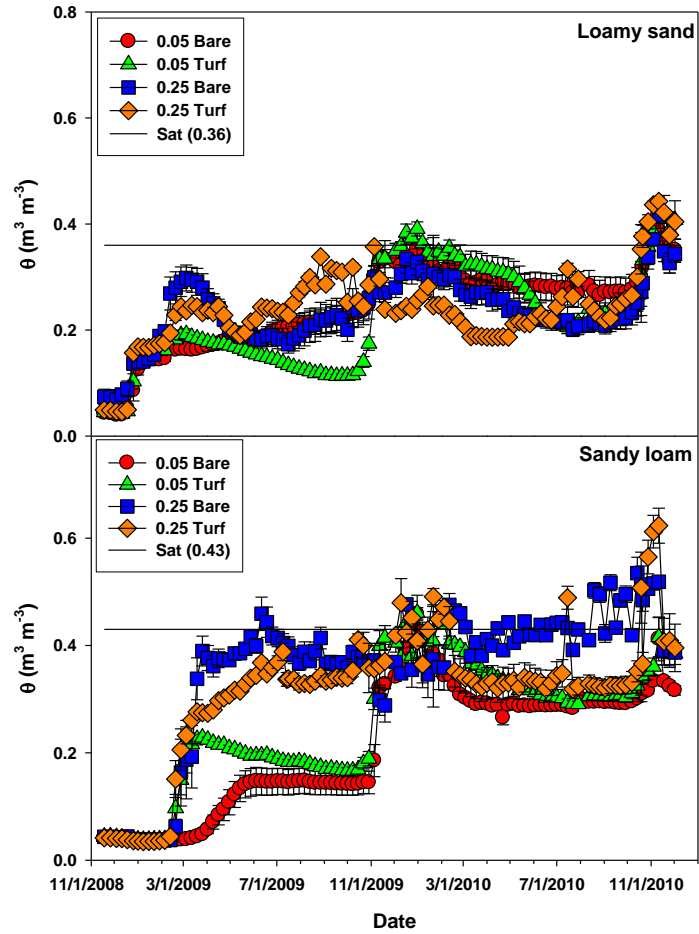 0.8
Loamy sand
0.05 Bare
0.05 Turf
0.25 Bare
0.25 Turf
Sat (0.36)
0.6
0.4
0.2
0.0
θ (m³ m⁻³)
Sandy loam
0.05 Bare
0.05 Turf
0.25 Bare
0.25 Turf
Sat (0.43)
0.6
0.4
0.2
0.0
θ (m³ m⁻³)
11/1/2008 3/1/2009 7/1/2009 11/1/2009 3/1/2010 7/1/2010 11/1/2010
Date